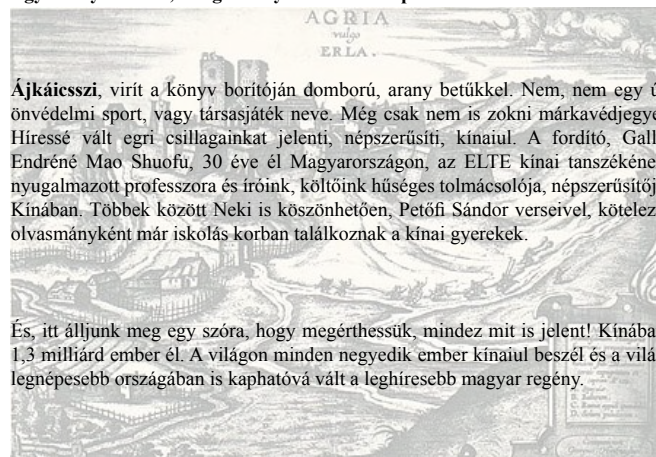 AGRIA
vulgo
ERLA.
Ájkáicsszi, virít a könyv borítóján domború, arany betűkkel. Nem, nem egy ú
önvédelmi sport, vagy társasjáték neve. Még csak nem is zokni márkavédjegye
Híressé vált egri csillagainkat jelenti, népszerűsíti, kínaiul. A fordító, Gall
Endréné Mao Shuofu, 30 éve él Magyarországon, az ELTE kínai tanszékéne
nyugalmazott professzora és íróink, költőink hűséges tolmácsolója, népszerűsítőj
Kínában. Többek között Neki is köszönhetően, Petőfi Sándor verseivel, kötelez
olvasmányként már iskolás korban találkoznak a kínai gyerekek.
És, itt álljunk meg egy szóra, hogy megérthessük, mindez mit is jelent! Kínába
1,3 milliárd ember él. A világon minden negyedik ember kínaiul beszél és a vilá
legnépesebb országában is kaphatóvá vált a leghíresebb magyar regény.